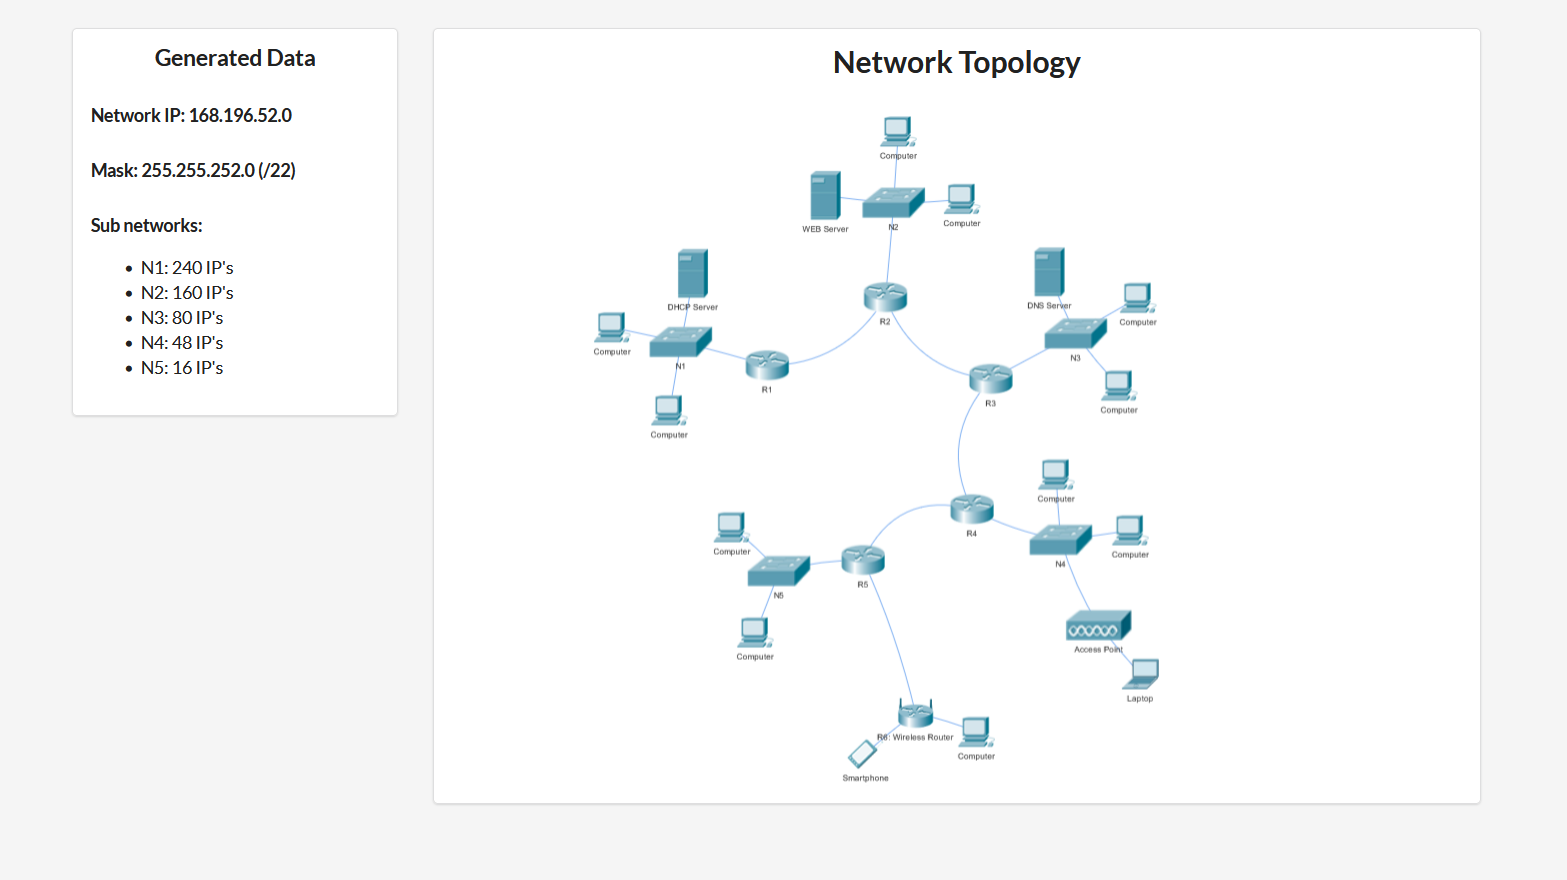 Generated Data
Network IP: 168.196.52.0
Mask: 255.255.252.0 (/22)
Sub networks:
N1: 240 IP's
N2: 160 IP's
N3: 80 IP's
N4: 48 IP's
N5: 16 IP's
Network Topology
Computer
WEB Server
N2
Computer
DHCP Server
R2
DNS Server
Computer
Computer
N1
R1
N3
R3
Computer
Computer
Computer
R4
Computer
Computer
N4
R5
N5
Computer
Access Point
Laptop
R6: Wireless Router
Computer
Smartphone